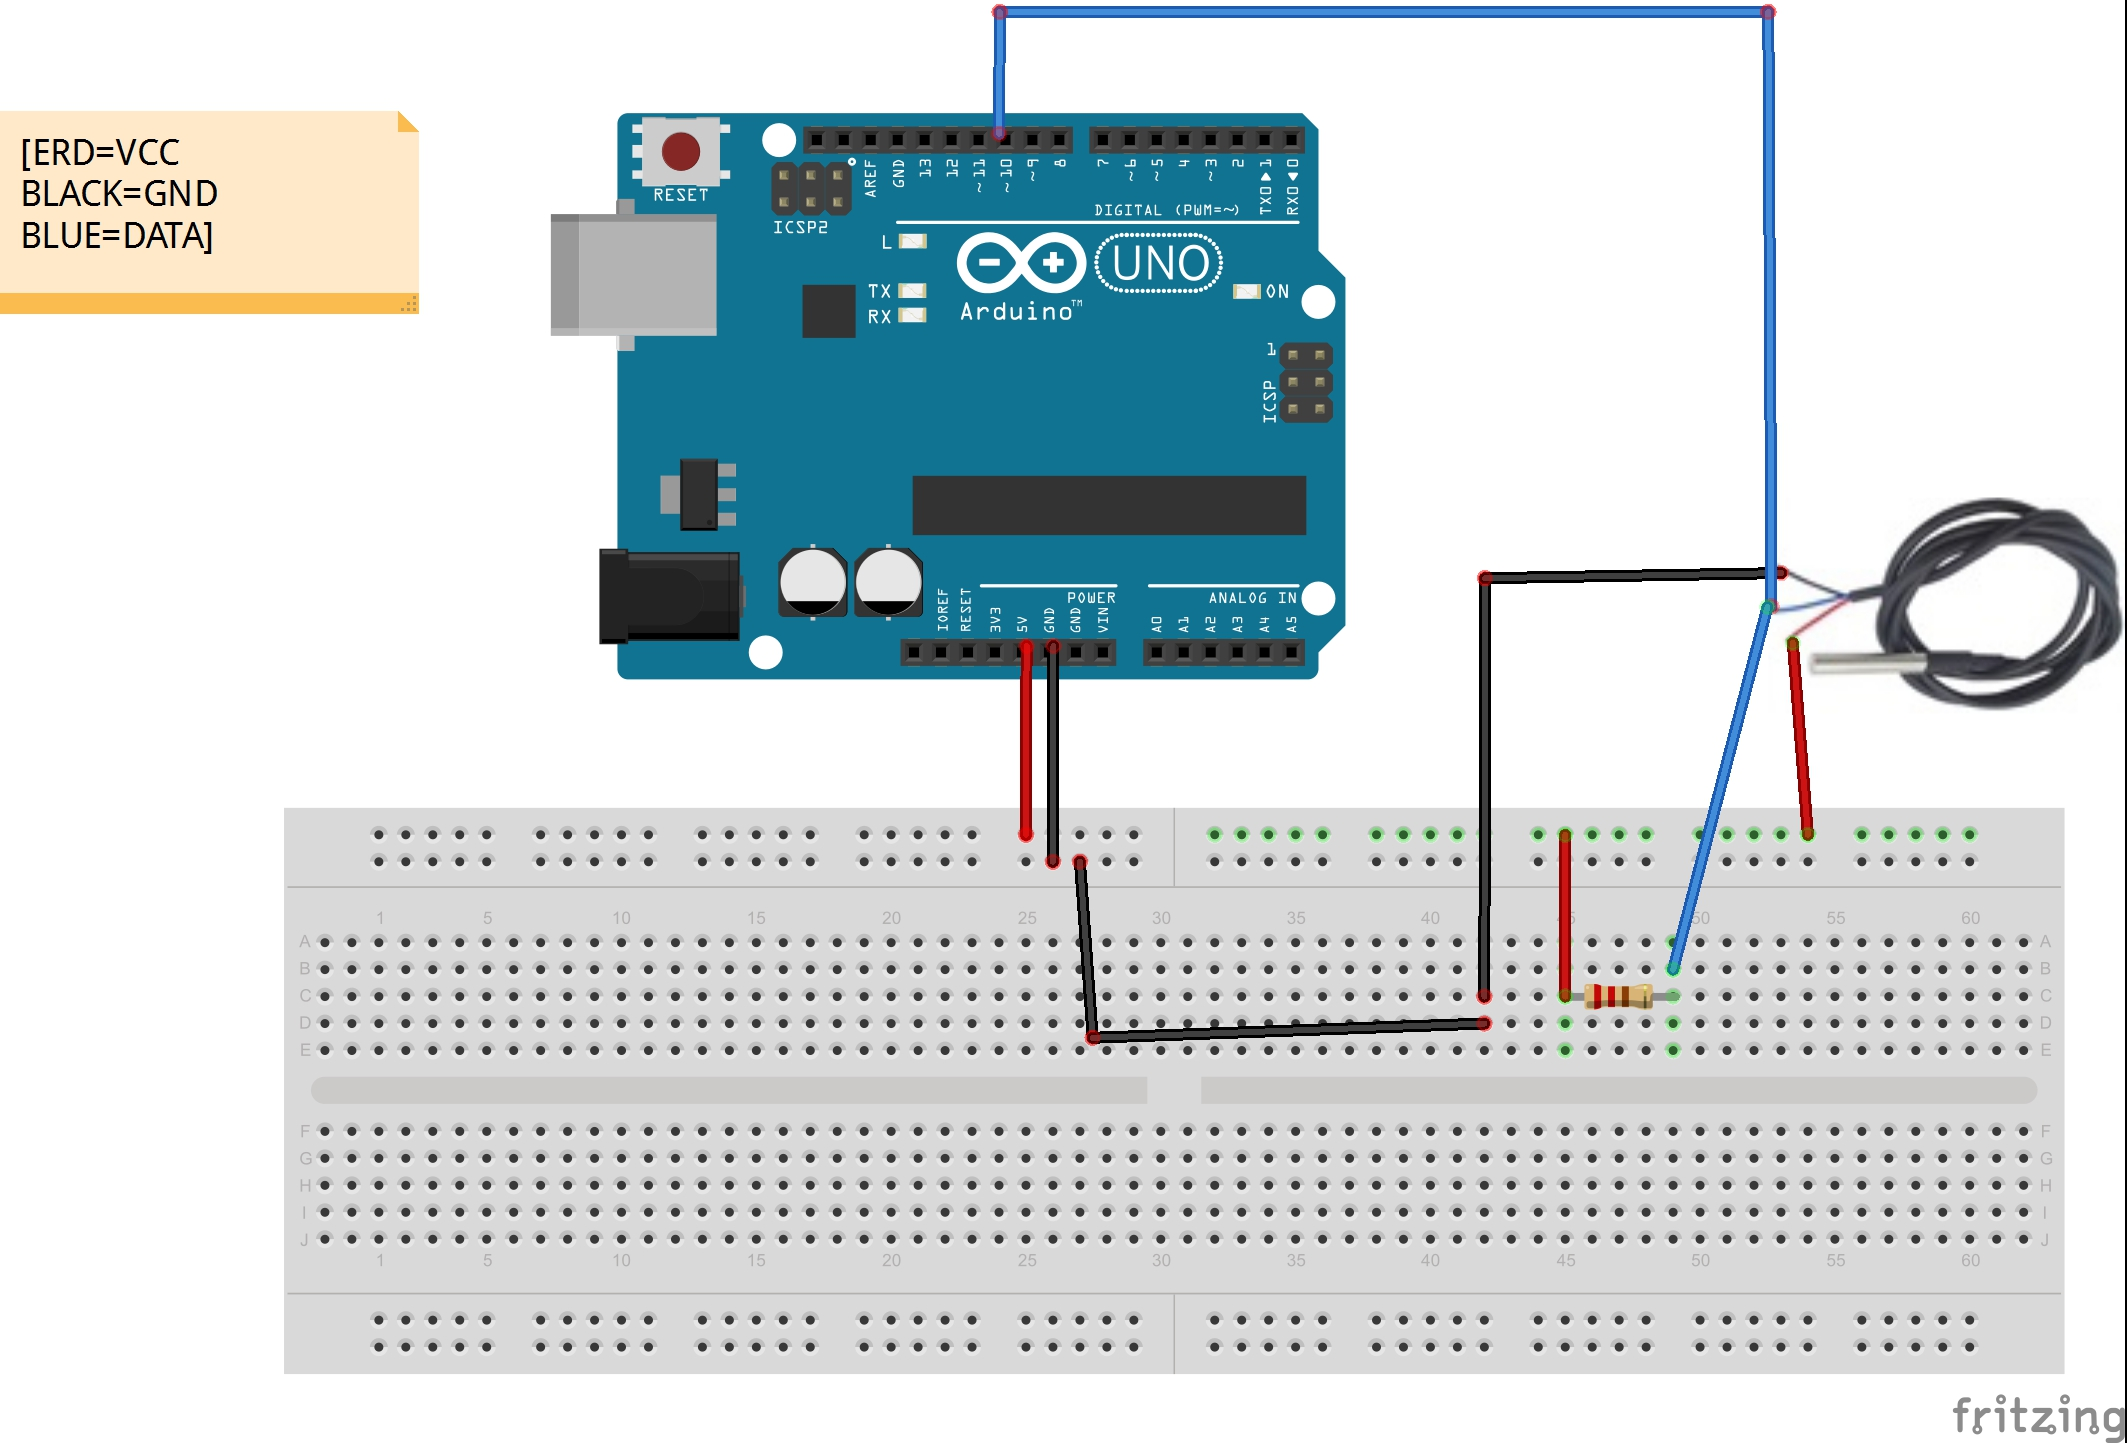 [ERD=VCC
BLACK=GND
BLUE=DATA]
RESET
ICSP2
AREF
GND
13
12
~11
~10
~9
8
7
~6
~5
4
~3
2
TX0▶1
RX0◀0
DIGITAL (PWM=~)
L
TX
RX
Arduino™
UNO
ON
1
ICSP
IOREF
RESET
3V3
5V
GND
GND
VIN
POWER
A0
A1
A2
A3
A4
A5
ANALOG IN
1 5 10 15 20 25 30 35 40 45 50 55 60
A A
B B
C C
D D
E E
F F
G G
H H
I I
J J
1 5 10 15 20 25 30 35 40 45 50 55 60
fritzing